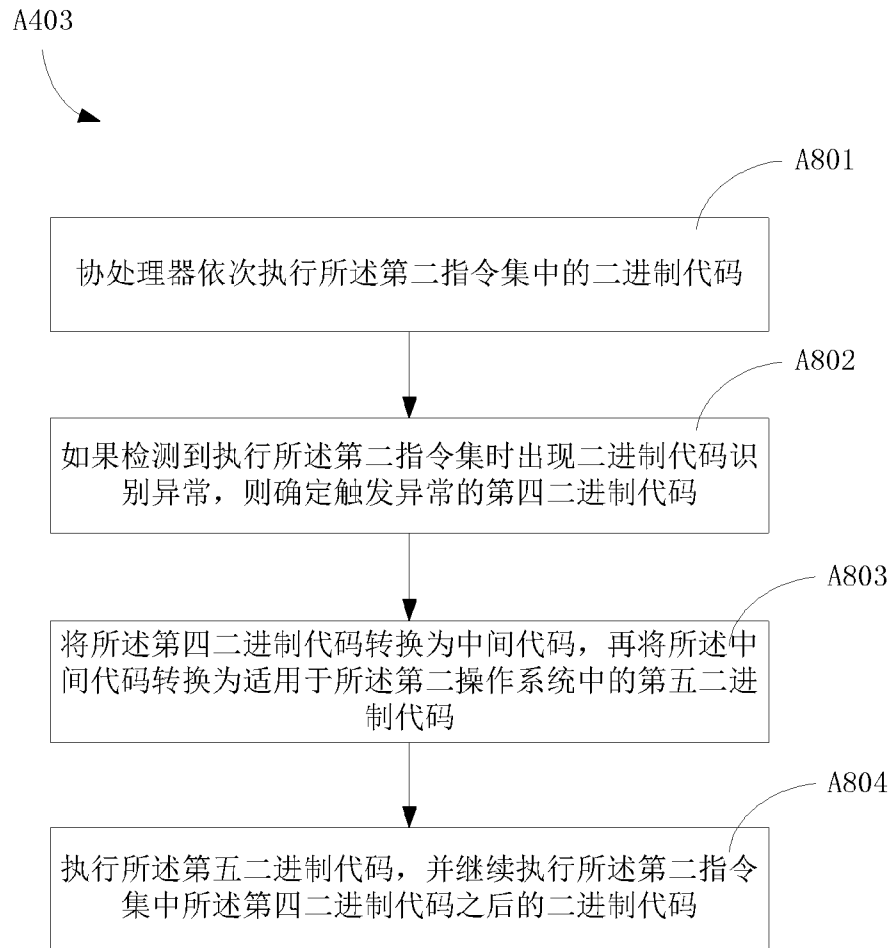 A403
A801
协处理器依次执行所述第二指令集中的二进制代码
A802
如果检测到执行所述第二指令集时出现二进制代码识
别异常，则确定触发异常的第四二进制代码
A803
将所述第四二进制代码转换为中间代码，再将所述中
间代码转换为适用于所述第二操作系统中的第五二进
制代码
A804
执行所述第五二进制代码，并继续执行所述第二指令
集中所述第四二进制代码之后的二进制代码